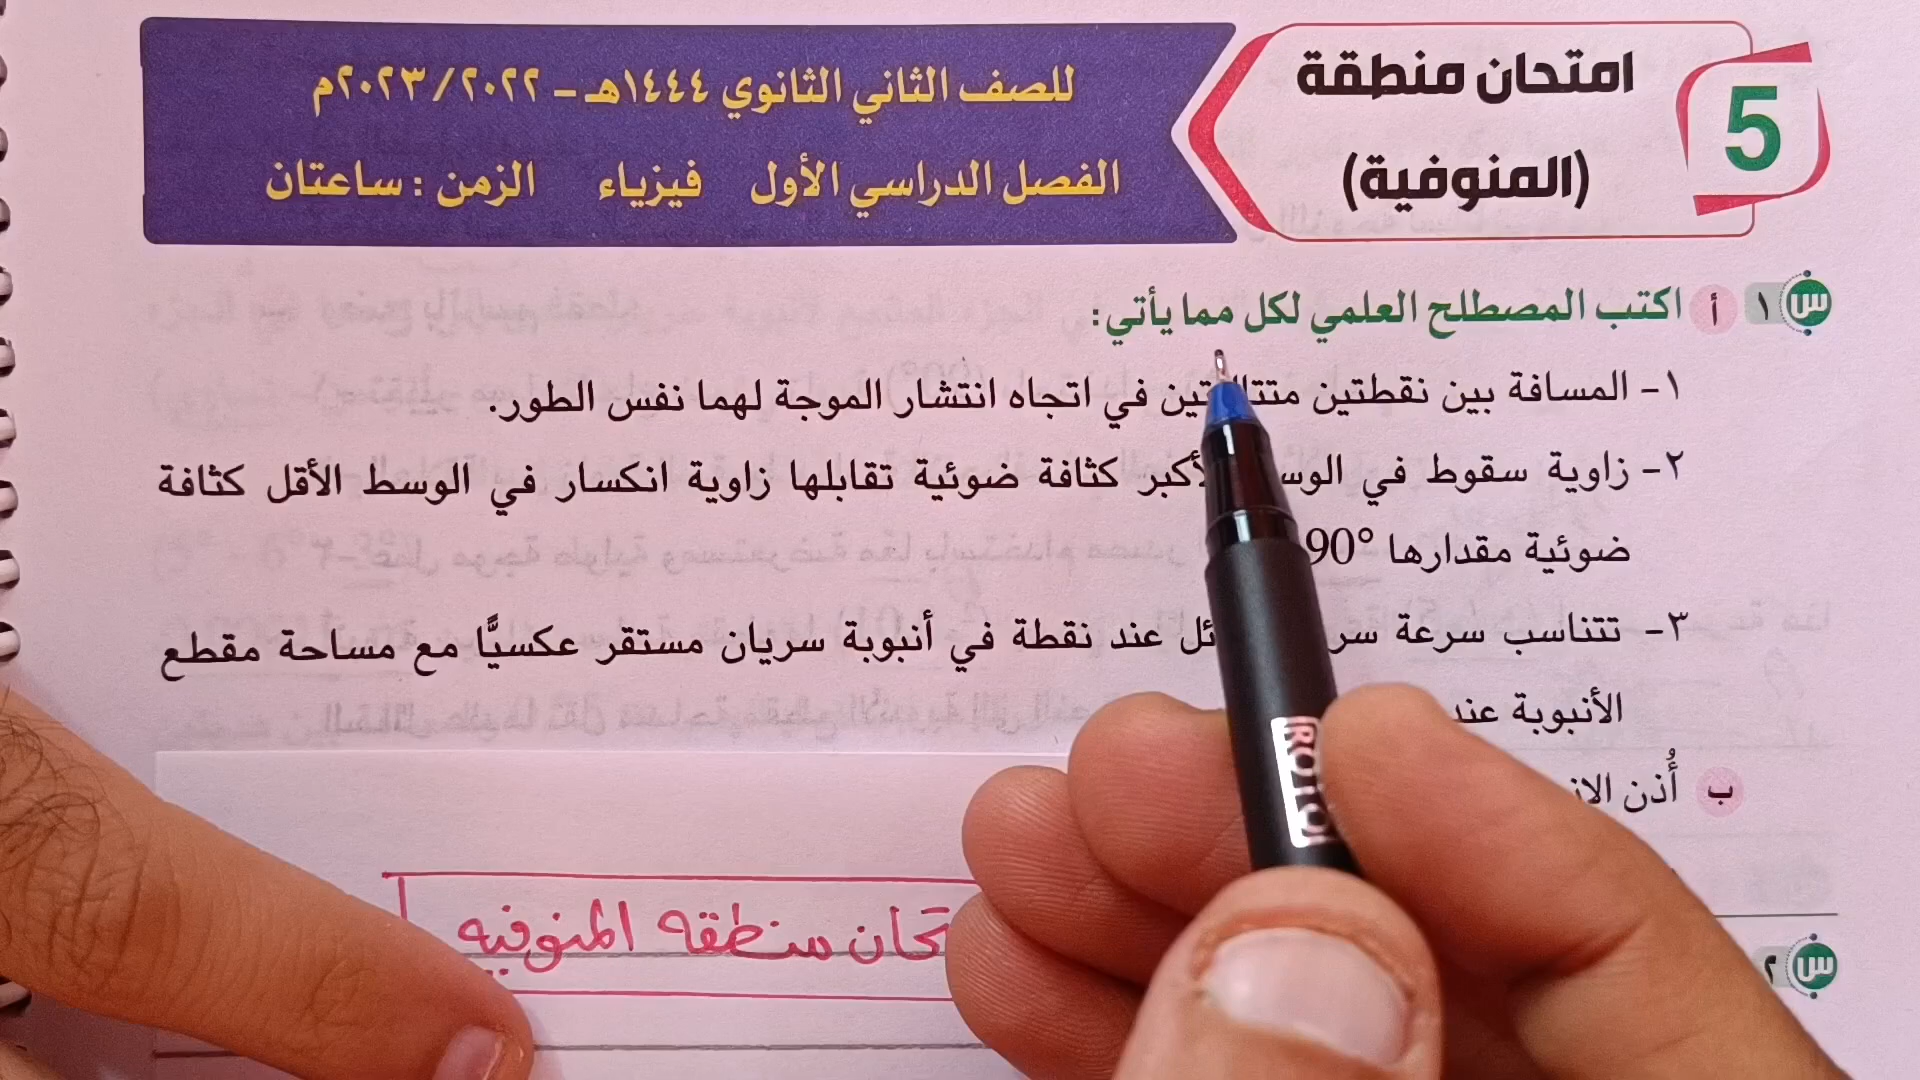 5
امتحان منطقة
(المنوفية)
للصف الثاني الثانوي ١٤٤٤هـ - ٢٠٢٢/٢٠٢٣م
الفصل الدراسي الأول فيزياء الزمن : ساعتان
س ١ أ اكتب المصطلح العلمي لكل مما يأتي:
١- المسافة بين نقطتين متتاليتين في اتجاه انتشار الموجة لهما نفس الطور.
٢- زاوية سقوط في الوسط الأكبر كثافة ضوئية تقابلها زاوية انكسار في الوسط الأقل كثافة
ضوئية مقدارها 90°
٣- تتناسب سرعة عند نقطة في أنبوبة سريان مستقر عكسيًّا مع مساحة مقطع
الأنبوبة عند
ب أُذن
منطقه المنوفيه
س ٢
ROTO